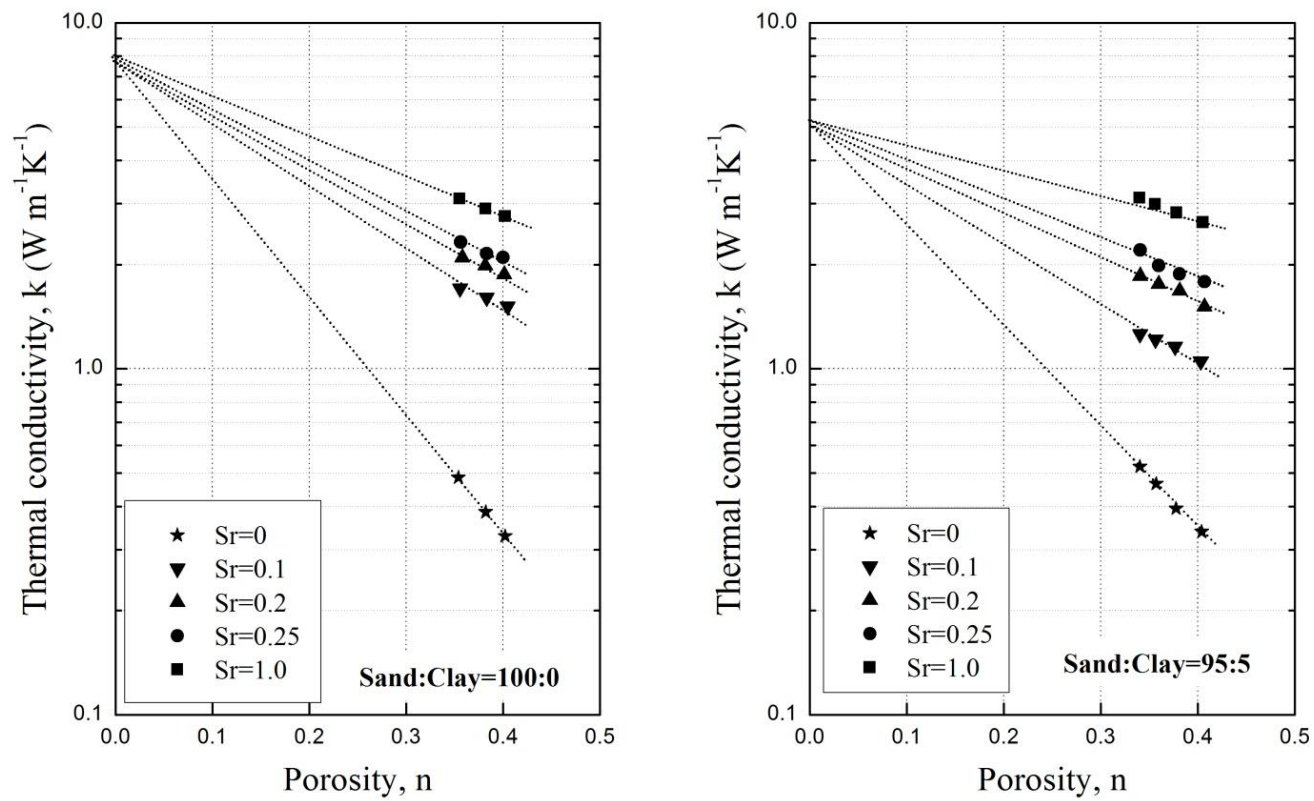 10.0
1.0
0.1
Thermal conductivity, k (W m⁻¹K⁻¹)
Sr=0
Sr=0.1
Sr=0.2
Sr=0.25
Sr=1.0
Sand:Clay=100:0
0.0 0.1 0.2 0.3 0.4 0.5
Porosity, n
10.0
1.0
0.1
Thermal conductivity, k (W m⁻¹K⁻¹)
Sr=0
Sr=0.1
Sr=0.2
Sr=0.25
Sr=1.0
Sand:Clay=95:5
0.0 0.1 0.2 0.3 0.4 0.5
Porosity, n